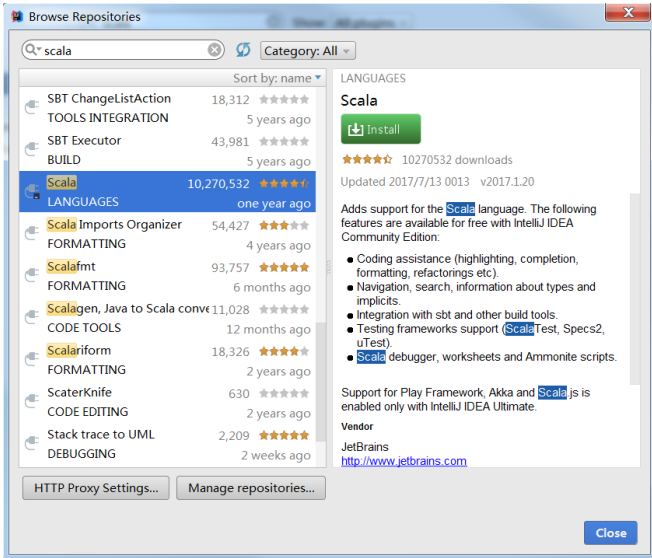 Browse Repositories
Show: All plugins
scala
Category: All
Sort by: name
SBT ChangeListAction 18,312
TOOLS INTEGRATION 5 years ago
SBT Executor 43,981
BUILD 5 years ago
Scala 10,270,532
LANGUAGES one year ago
Scala Imports Organizer 54,427
FORMATTING 4 years ago
Scalafmt 93,757
FORMATTING 6 months ago
Scalagen, Java to Scala conve 11,028
CODE TOOLS 12 months ago
Scalariform 18,326
FORMATTING 2 years ago
ScaterKnife 630
CODE EDITING 2 years ago
Stack trace to UML 2,209
DEBUGGING 2 weeks ago
LANGUAGES
Scala
Install
10270532 downloads
Updated 2017/7/13 0013 v2017.1.20
Adds support for the Scala language. The following
features are available for free with IntelliJ IDEA
Community Edition:
• Coding assistance (highlighting, completion,
formatting, refactorings etc).
• Navigation, search, information about types and
implicits.
• Integration with sbt and other build tools.
• Testing frameworks support (ScalaTest, Specs2,
uTest).
• Scala debugger, worksheets and Ammonite scripts.
Support for Play Framework, Akka and Scala.js is
enabled only with IntelliJ IDEA Ultimate.
Vendor
JetBrains
http://www.jetbrains.com
HTTP Proxy Settings...
Manage repositories...
Close